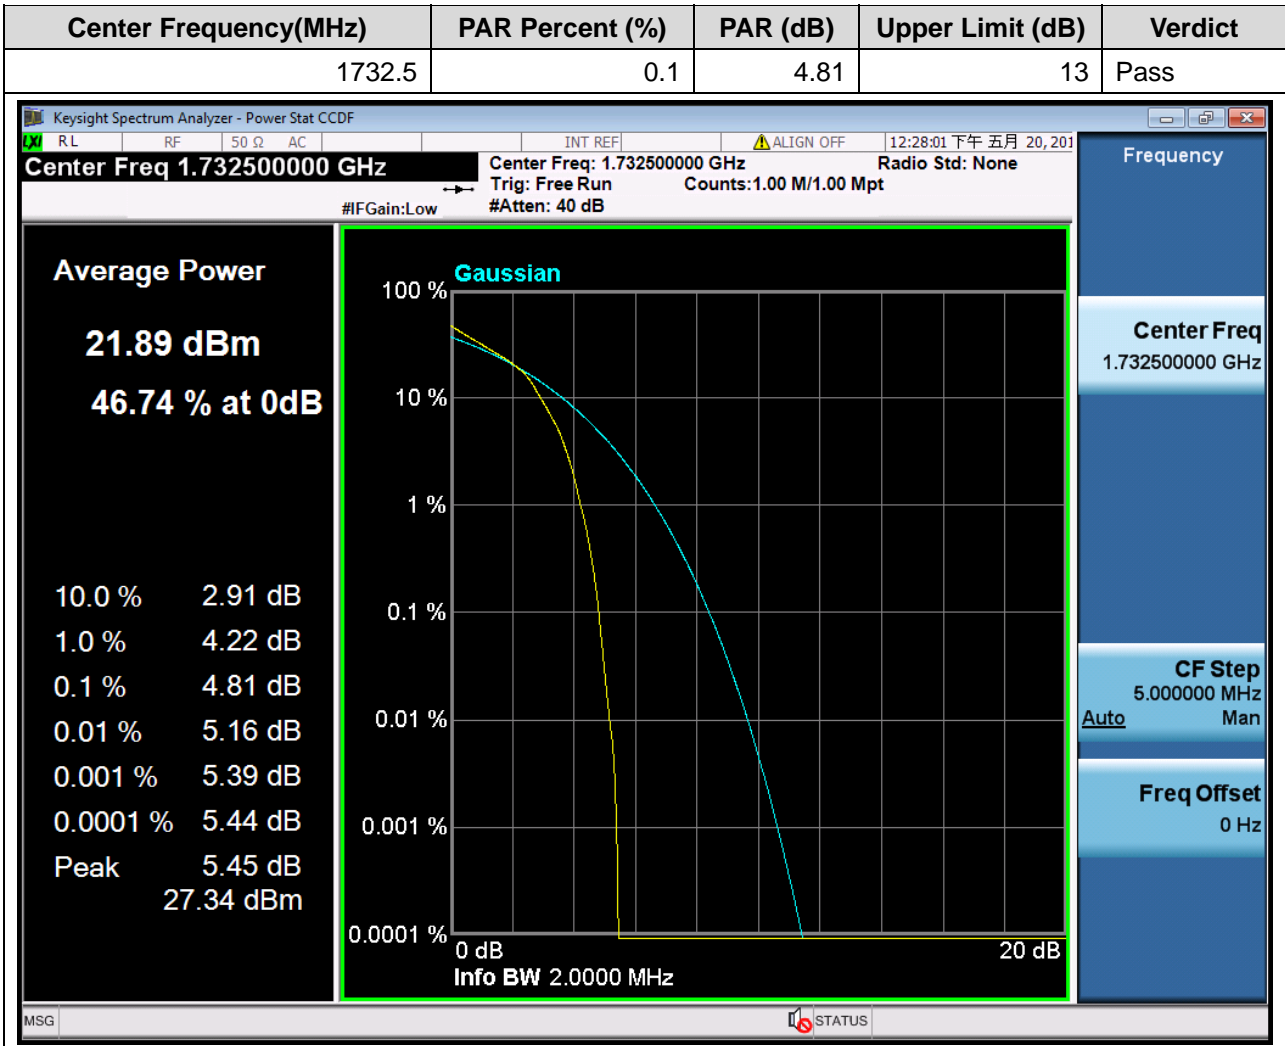 Center Frequency(MHz) PAR Percent (%) PAR (dB) Upper Limit (dB) Verdict
1732.5 0.1 4.81 13 Pass
Keysight Spectrum Analyzer - Power Stat CCDF
LXI RL RF 50 Ω AC INT REF ALIGN OFF 12:28:01 下午 五月 20, 201
Center Freq 1.732500000 GHz
Center Freq: 1.732500000 GHz Radio Std: None
Trig: Free Run Counts:1.00 M/1.00 Mpt
#IFGain:Low #Atten: 40 dB
Frequency
Average Power
21.89 dBm
46.74 % at 0dB
10.0 % 2.91 dB
1.0 % 4.22 dB
0.1 % 4.81 dB
0.01 % 5.16 dB
0.001 % 5.39 dB
0.0001 % 5.44 dB
Peak 5.45 dB
27.34 dBm
Gaussian
100 %
10 %
1 %
0.1 %
0.01 %
0.001 %
0.0001 %
0 dB 20 dB
Info BW 2.0000 MHz
Center Freq
1.732500000 GHz
CF Step
5.000000 MHz
Auto Man
Freq Offset
0 Hz
MSG STATUS